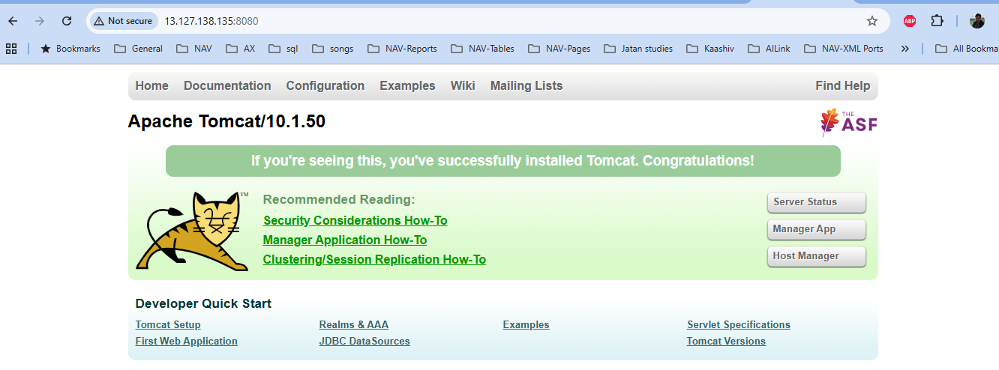 Not secure 13.127.138.135:8080 ABP
Bookmarks General NAV AX sql songs NAV-Reports NAV-Tables NAV-Pages Jatan studies Kaashiv AILink NAV-XML Ports » All Bookma
Home Documentation Configuration Examples Wiki Mailing Lists Find Help
Apache Tomcat/10.1.50
THE
ASF
If you're seeing this, you've successfully installed Tomcat. Congratulations!
TM
Recommended Reading:
Security Considerations How-To
Manager Application How-To
Clustering/Session Replication How-To
Server Status
Manager App
Host Manager
Developer Quick Start
Tomcat Setup Realms & AAA Examples Servlet Specifications
First Web Application JDBC DataSources Tomcat Versions